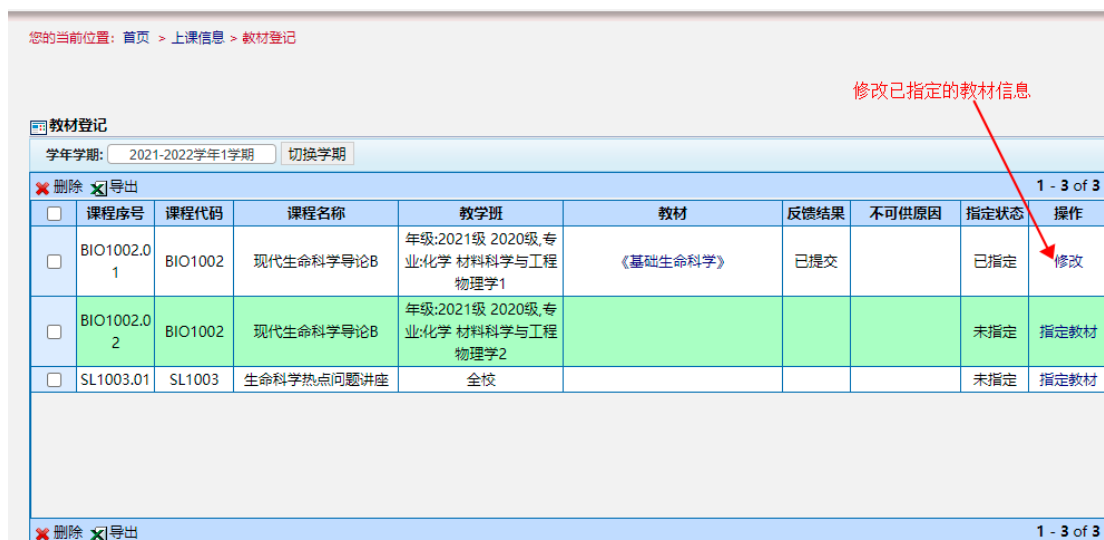 您的当前位置：首页 > 上课信息 > 教材登记
修改已指定的教材信息
教材登记
学年学期: 2021-2022学年1学期 切换学期
删除 导出 1 - 3 of 3
课程序号 课程代码 课程名称 教学班 教材 反馈结果 不可供原因 指定状态 操作
BIO1002.0
1
BIO1002
现代生命科学导论B
年级:2021级 2020级,专
业:化学 材料科学与工程
物理学1
《基础生命科学》
已提交
已指定
修改
BIO1002.0
2
BIO1002
现代生命科学导论B
年级:2021级 2020级,专
业:化学 材料科学与工程
物理学2
未指定
指定教材
SL1003.01 SL1003 生命科学热点问题讲座 全校 未指定 指定教材
删除 导出 1 - 3 of 3